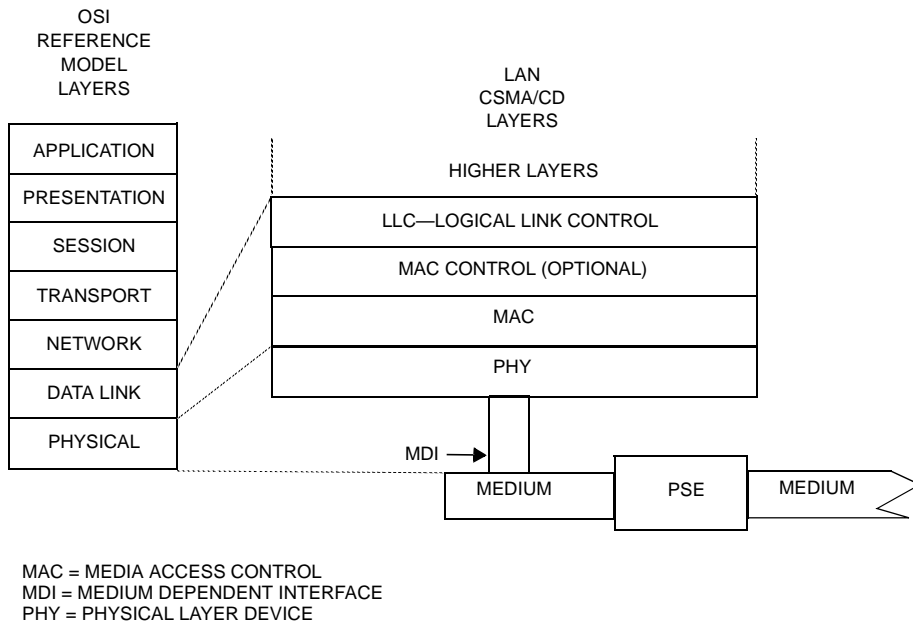 OSI
REFERENCE
MODEL
LAYERS
LAN
CSMA/CD
LAYERS
APPLICATION
PRESENTATION
SESSION
TRANSPORT
NETWORK
DATA LINK
PHYSICAL
HIGHER LAYERS
LLC—LOGICAL LINK CONTROL
MAC CONTROL (OPTIONAL)
MAC
PHY
MDI
MEDIUM
PSE
MEDIUM
MAC = MEDIA ACCESS CONTROL
MDI = MEDIUM DEPENDENT INTERFACE
PHY = PHYSICAL LAYER DEVICE